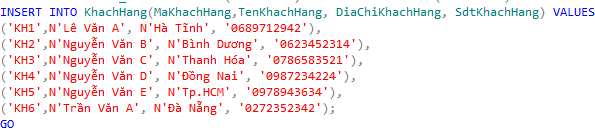 INSERT INTO KhachHang(MaKhachHang,TenKhachHang, DiaChiKhachHang, SdtKhachHang) VALUES
('KH1',N'Lê Văn A', N'Hà Tĩnh', '0689712942'),
('KH2',N'Nguyễn Văn B', N'Bình Dương', '0623452314'),
('KH3',N'Nguyễn Văn C', N'Thanh Hóa', '0786583521'),
('KH4',N'Nguyễn Văn D', N'Đồng Nai', '0987234224'),
('KH5',N'Nguyễn Văn E', N'Tp.HCM', '0978943634'),
('KH6',N'Trần Văn A', N'Đà Nẵng', '0272352342');
GO